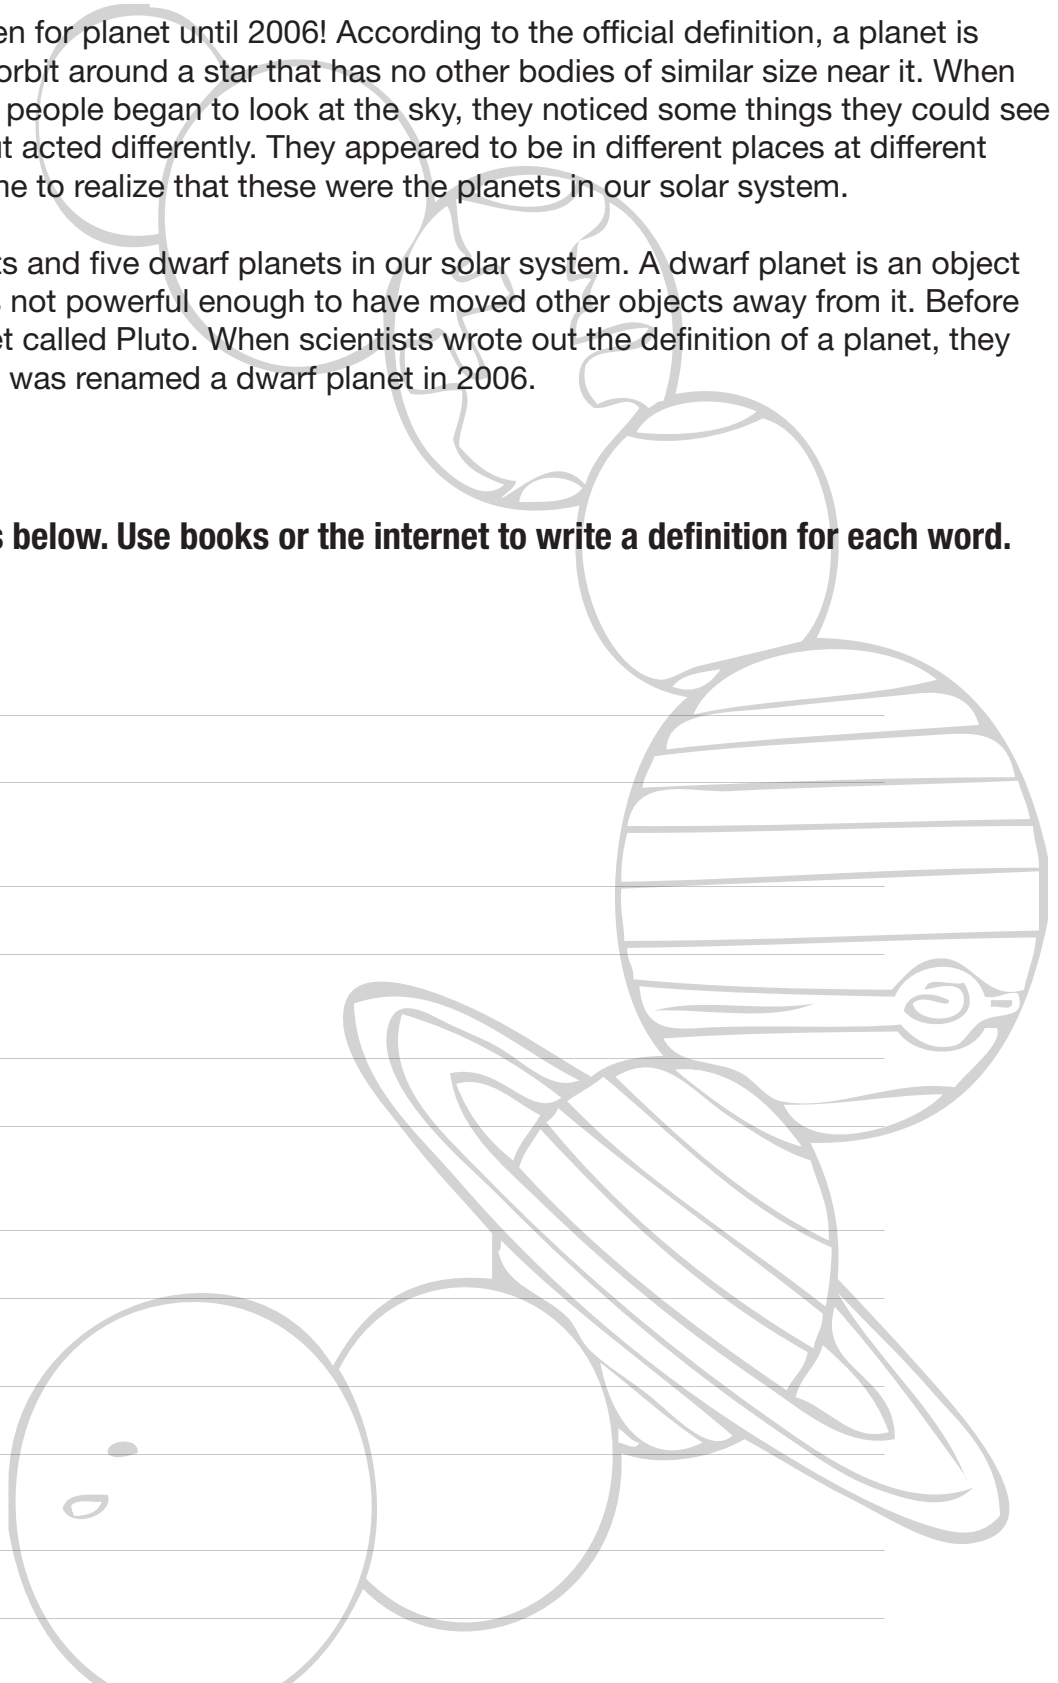 en for planet until 2006! According to the official definition, a planet is
orbit around a star that has no other bodies of similar size near it. When
people began to look at the sky, they noticed some things they could see
acted differently. They appeared to be in different places at different
to realize that these were the planets in our solar system.
and five dwarf planets in our solar system. A dwarf planet is an object
not powerful enough to have moved other objects away from it. Before
called Pluto. When scientists wrote out the definition of a planet, they
was renamed a dwarf planet in 2006.
below. Use books or the internet to write a definition for each word.